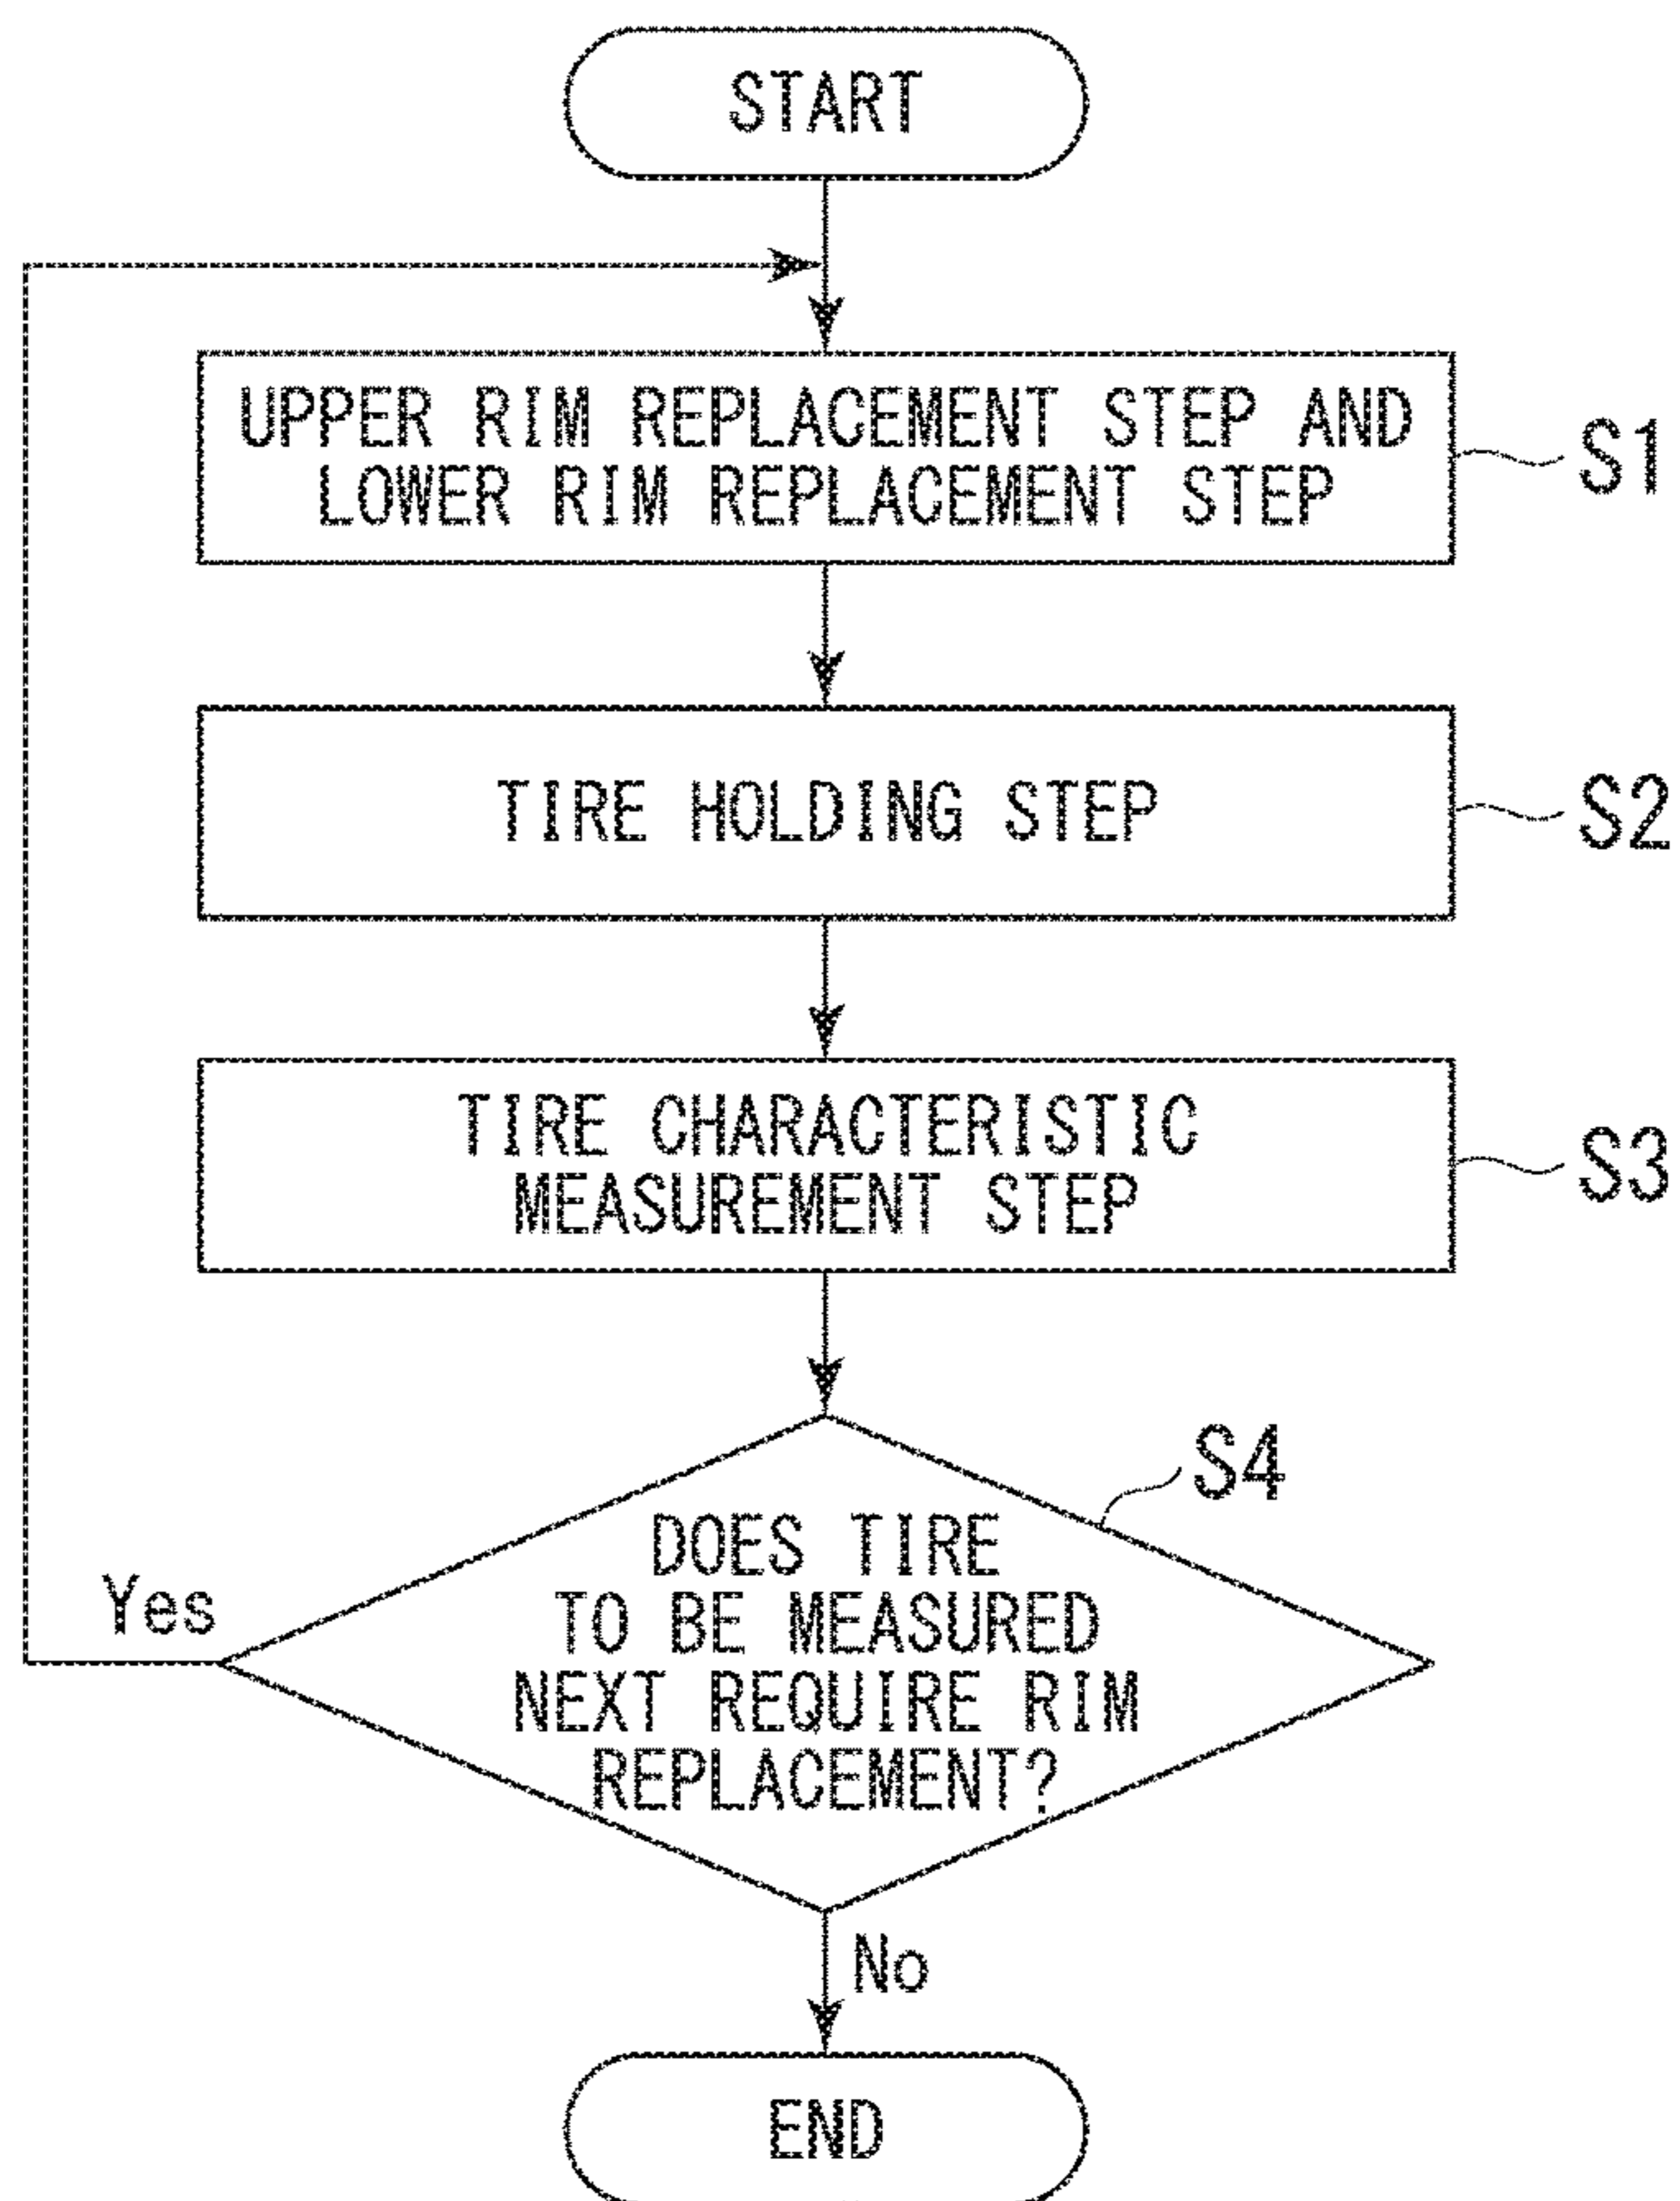 START
UPPER RIM REPLACEMENT STEP AND
LOWER RIM REPLACEMENT STEP
S1
TIRE HOLDING STEP
S2
TIRE CHARACTERISTIC
MEASUREMENT STEP
S3
S4
DOES TIRE
TO BE MEASURED
NEXT REQUIRE RIM
REPLACEMENT?
Yes
No
END